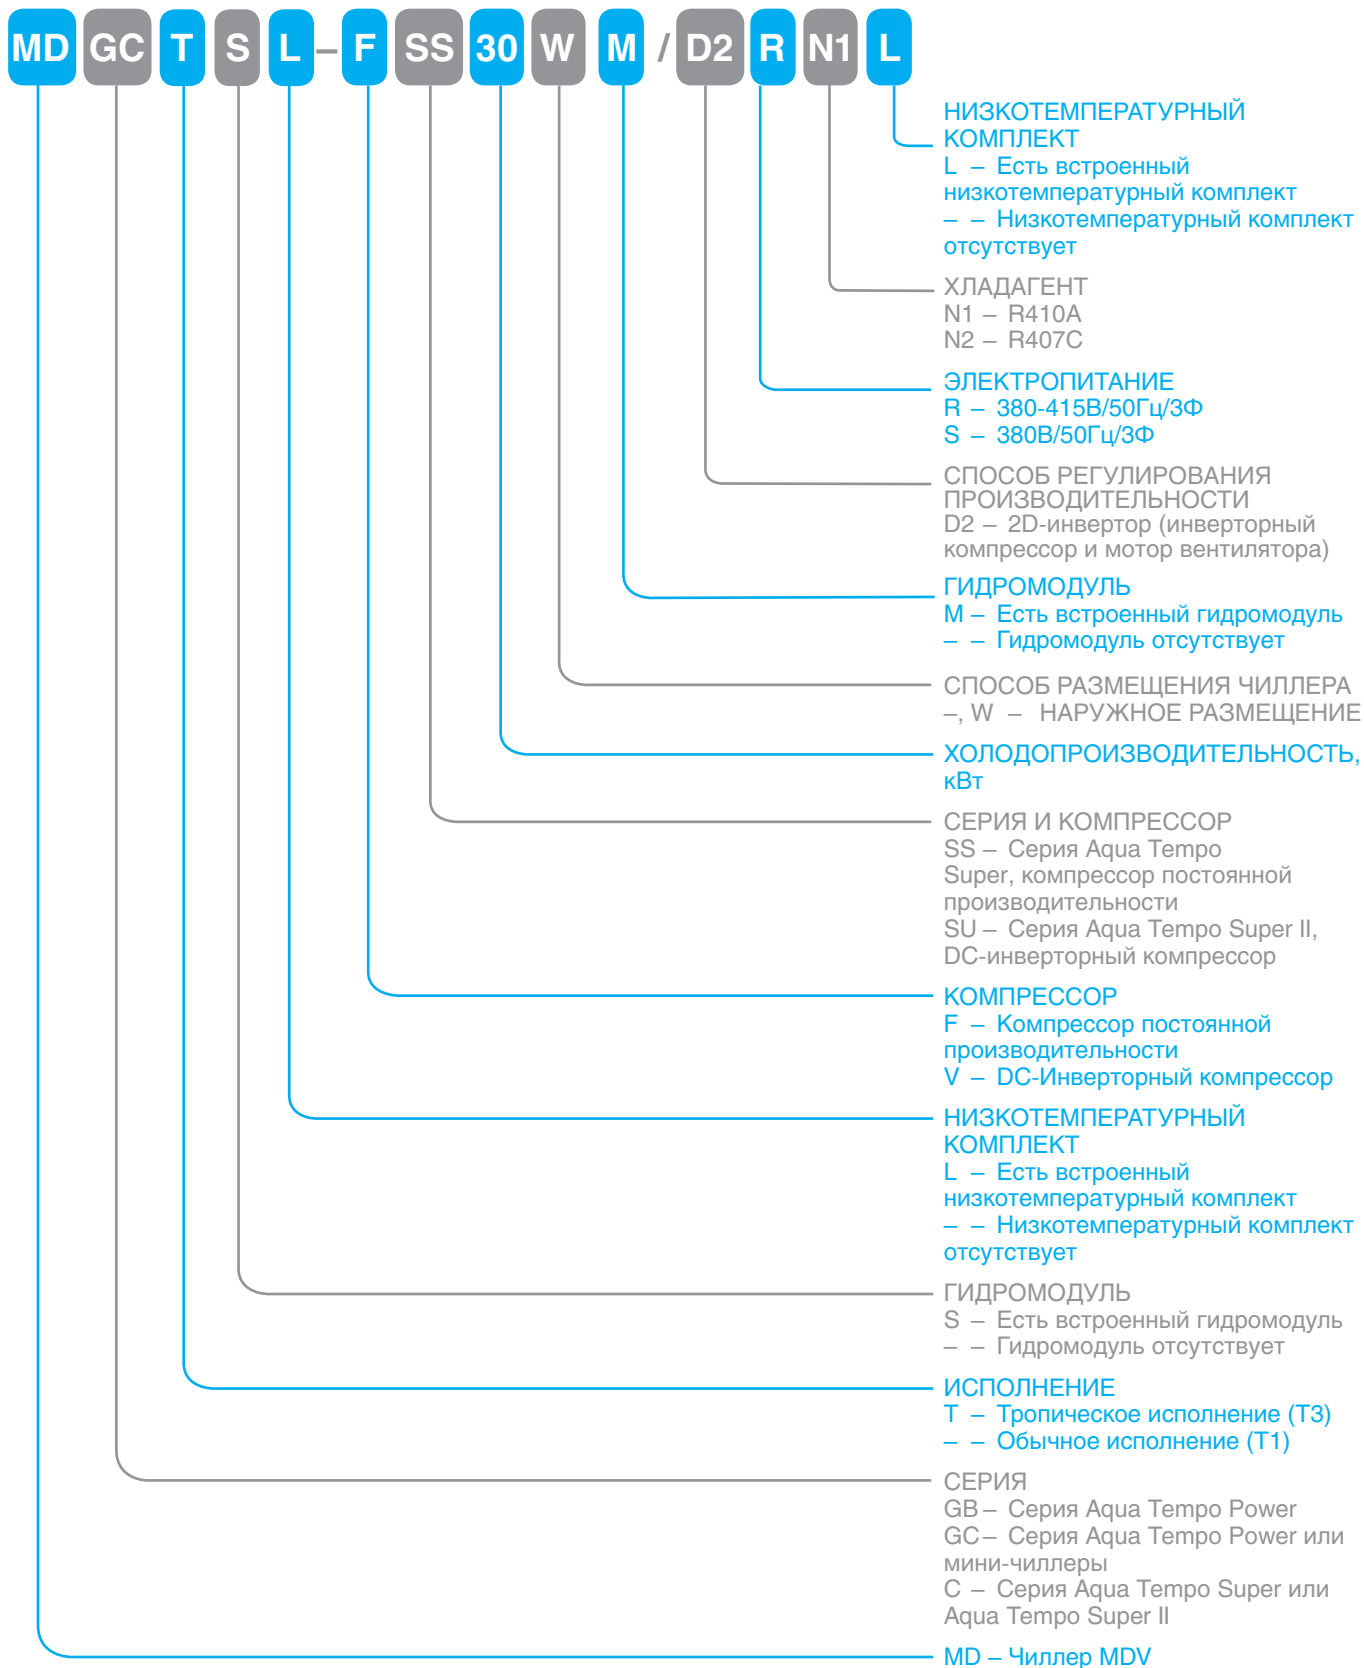 MD GC T S L – F SS 30 W M / D2 R N1 L
НИЗКОТЕМПЕРАТУРНЫЙ
КОМПЛЕКТ
L – Есть встроенный
низкотемпературный комплект
– – Низкотемпературный комплект
отсутствует
ХЛАДАГЕНТ
N1 – R410A
N2 – R407C
ЭЛЕКТРОПИТАНИЕ
R – 380-415В/50Гц/3Ф
S – 380В/50Гц/3Ф
СПОСОБ РЕГУЛИРОВАНИЯ
ПРОИЗВОДИТЕЛЬНОСТИ
D2 – 2D-инвертор (инверторный
компрессор и мотор вентилятора)
ГИДРОМОДУЛЬ
М – Есть встроенный гидромодуль
– – Гидромодуль отсутствует
СПОСОБ РАЗМЕЩЕНИЯ ЧИЛЛЕРА
–, W – НАРУЖНОЕ РАЗМЕЩЕНИЕ
ХОЛОДОПРОИЗВОДИТЕЛЬНОСТЬ,
кВт
СЕРИЯ И КОМПРЕССОР
SS – Серия Aqua Tempo
Super, компрессор постоянной
производительности
SU – Серия Aqua Tempo Super II,
DC-инверторный компрессор
КОМПРЕССОР
F – Компрессор постоянной
производительности
V – DC-Инверторный компрессор
НИЗКОТЕМПЕРАТУРНЫЙ
КОМПЛЕКТ
L – Есть встроенный
низкотемпературный комплект
– – Низкотемпературный комплект
отсутствует
ГИДРОМОДУЛЬ
S – Есть встроенный гидромодуль
– – Гидромодуль отсутствует
ИСПОЛНЕНИЕ
T – Тропическое исполнение (Т3)
– – Обычное исполнение (Т1)
СЕРИЯ
GB – Серия Aqua Tempo Power
GC – Серия Aqua Tempo Power или
мини-чиллеры
C – Серия Aqua Tempo Super или
Aqua Tempo Super II
MD – Чиллер MDV